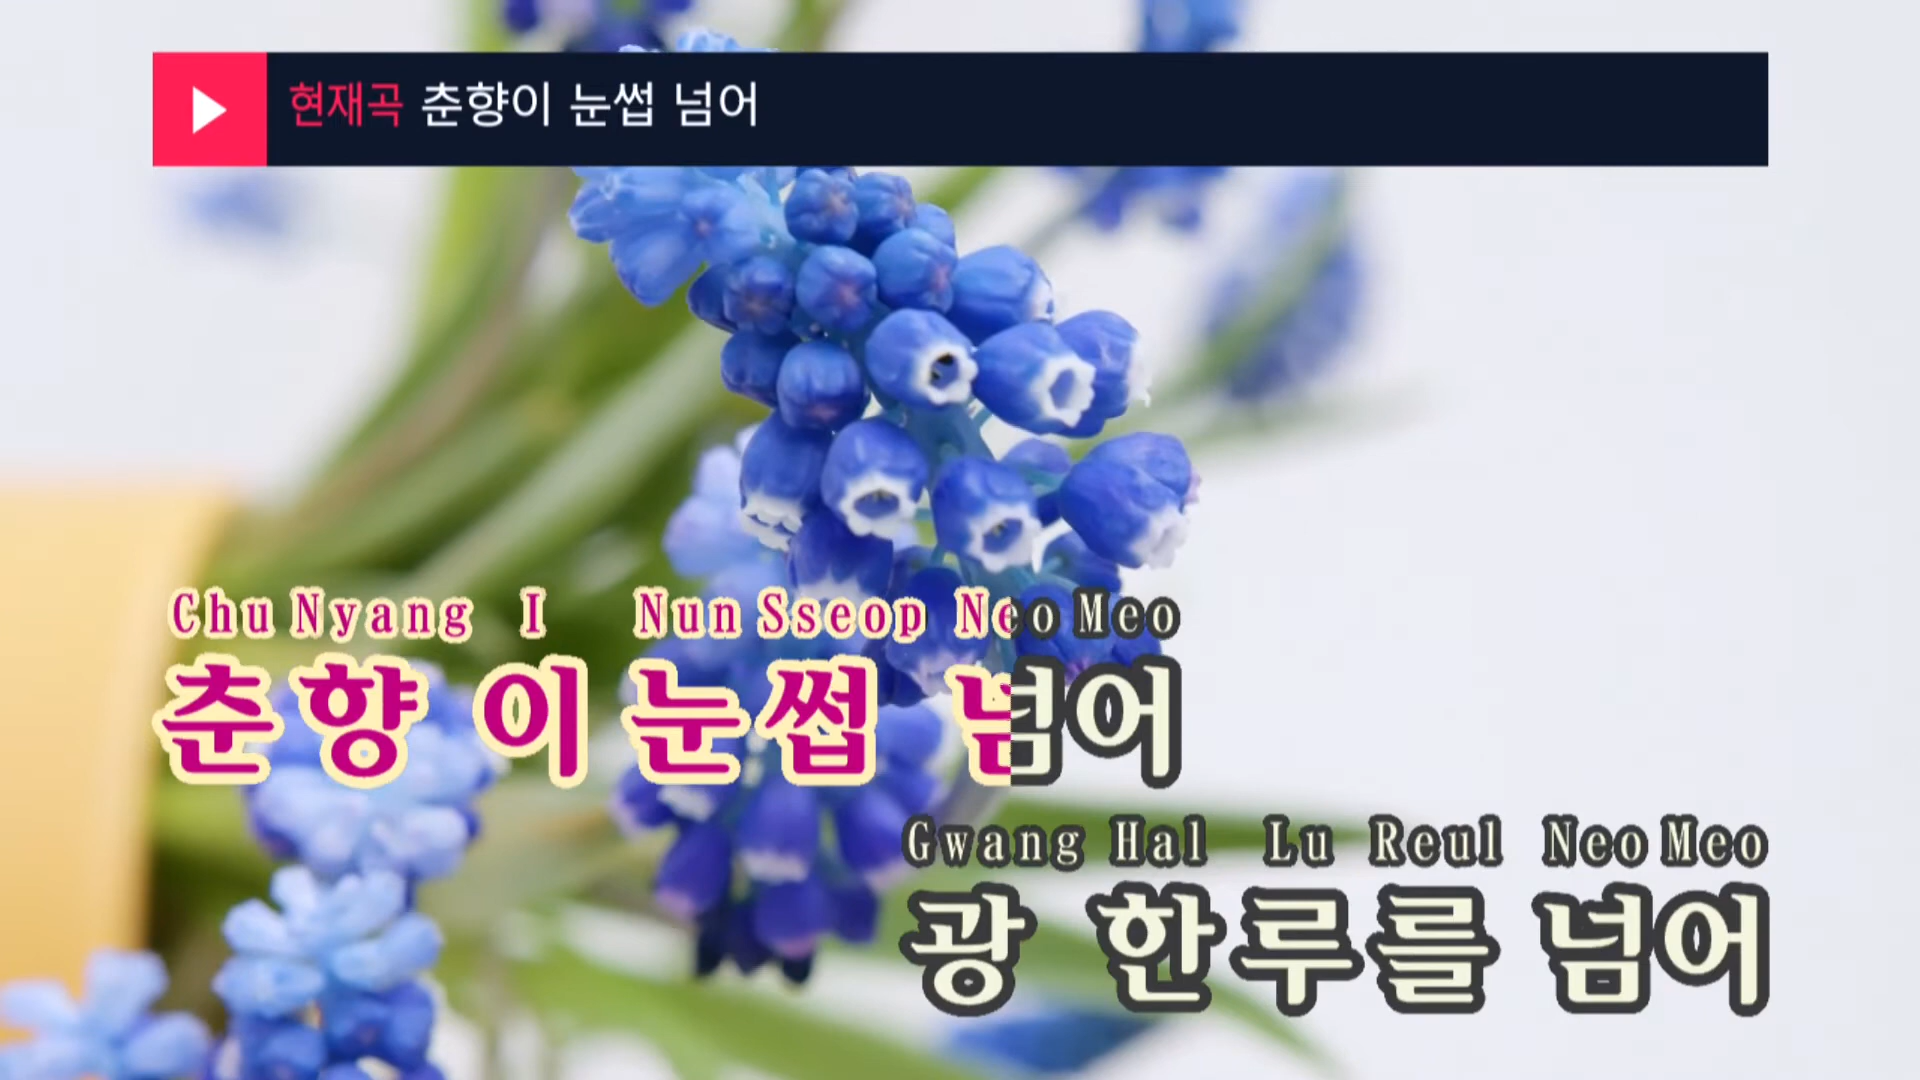 현재곡 춘향이 눈썹 넘어
Chu Nyang I Nun Sseop Neo Meo
춘향 이 눈썹 넘어
Gwang Hal Lu Reul Neo Meo
광 한루를 넘어